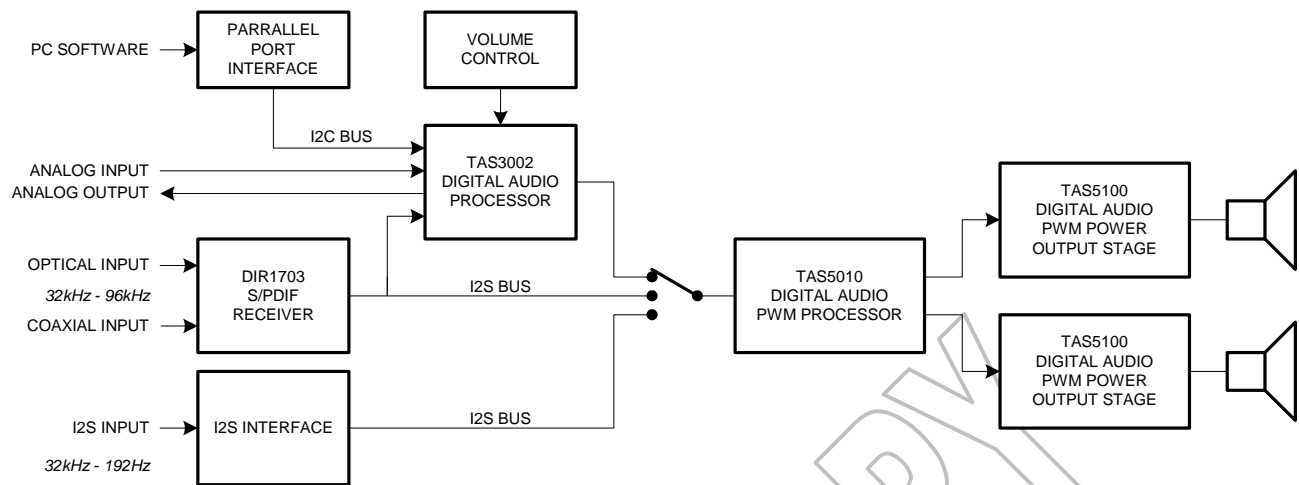 PC SOFTWARE
PARRALLEL
PORT
INTERFACE
VOLUME
CONTROL
I2C BUS
ANALOG INPUT
ANALOG OUTPUT
TAS3002
DIGITAL AUDIO
PROCESSOR
OPTICAL INPUT
32kHz - 96kHz
COAXIAL INPUT
DIR1703
S/PDIF
RECEIVER
I2S BUS
I2S INPUT
32kHz - 192Hz
I2S INTERFACE
I2S BUS
TAS5010
DIGITAL AUDIO
PWM PROCESSOR
TAS5100
DIGITAL AUDIO
PWM POWER
OUTPUT STAGE
TAS5100
DIGITAL AUDIO
PWM POWER
OUTPUT STAGE
PY